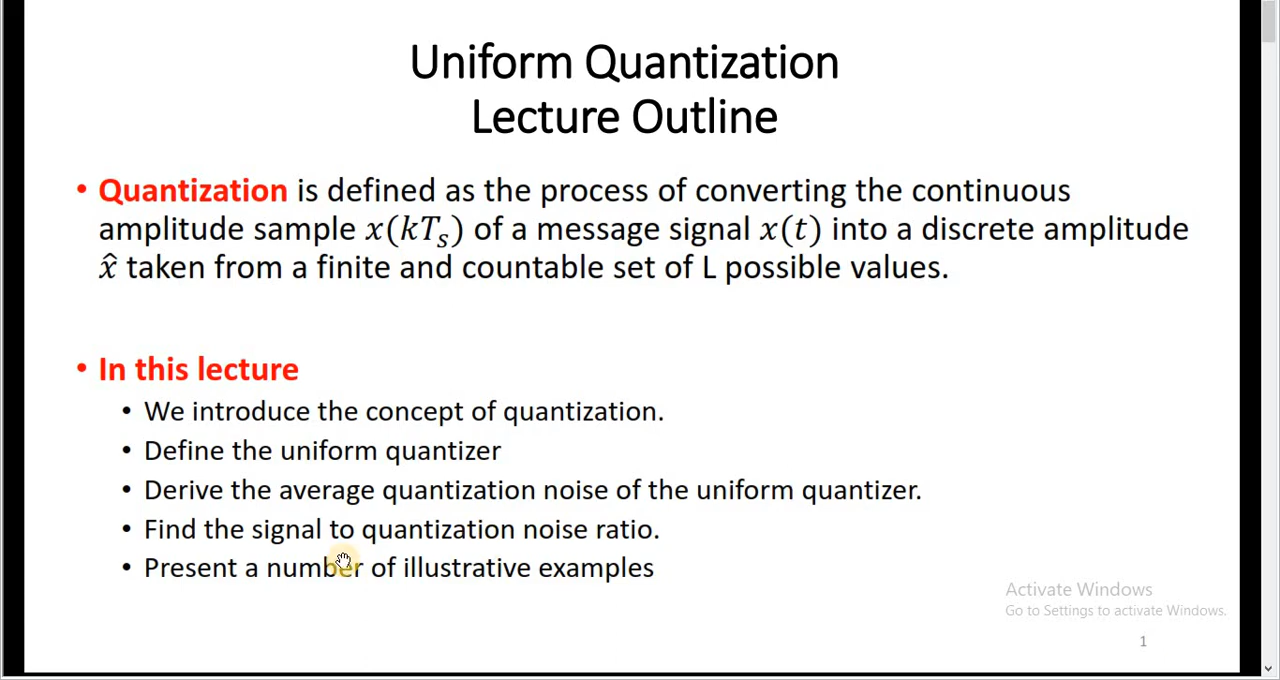 Uniform Quantization
Lecture Outline
• Quantization is defined as the process of converting the continuous
amplitude sample x(kTₛ) of a message signal x(t) into a discrete amplitude
x̂ taken from a finite and countable set of L possible values.
• In this lecture
• We introduce the concept of quantization.
• Define the uniform quantizer
• Derive the average quantization noise of the uniform quantizer.
• Find the signal to quantization noise ratio.
• Present a number of illustrative examples
Activate Windows
Go to Settings to activate Windows.
1